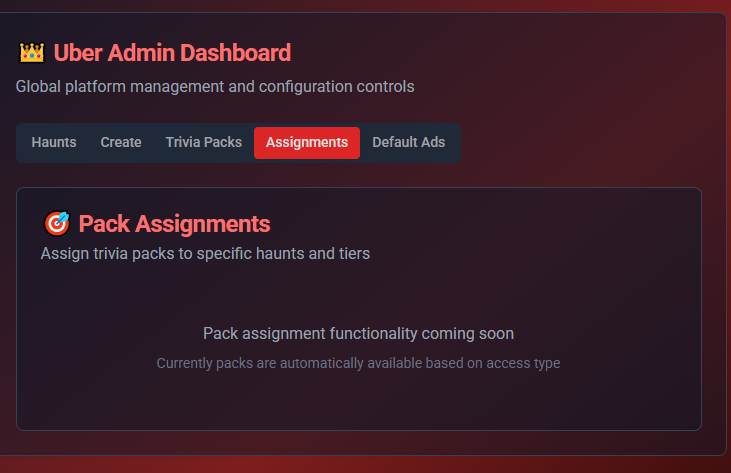 Uber Admin Dashboard
Global platform management and configuration controls
Haunts Create Trivia Packs Assignments Default Ads
Pack Assignments
Assign trivia packs to specific haunts and tiers
Pack assignment functionality coming soon
Currently packs are automatically available based on access type